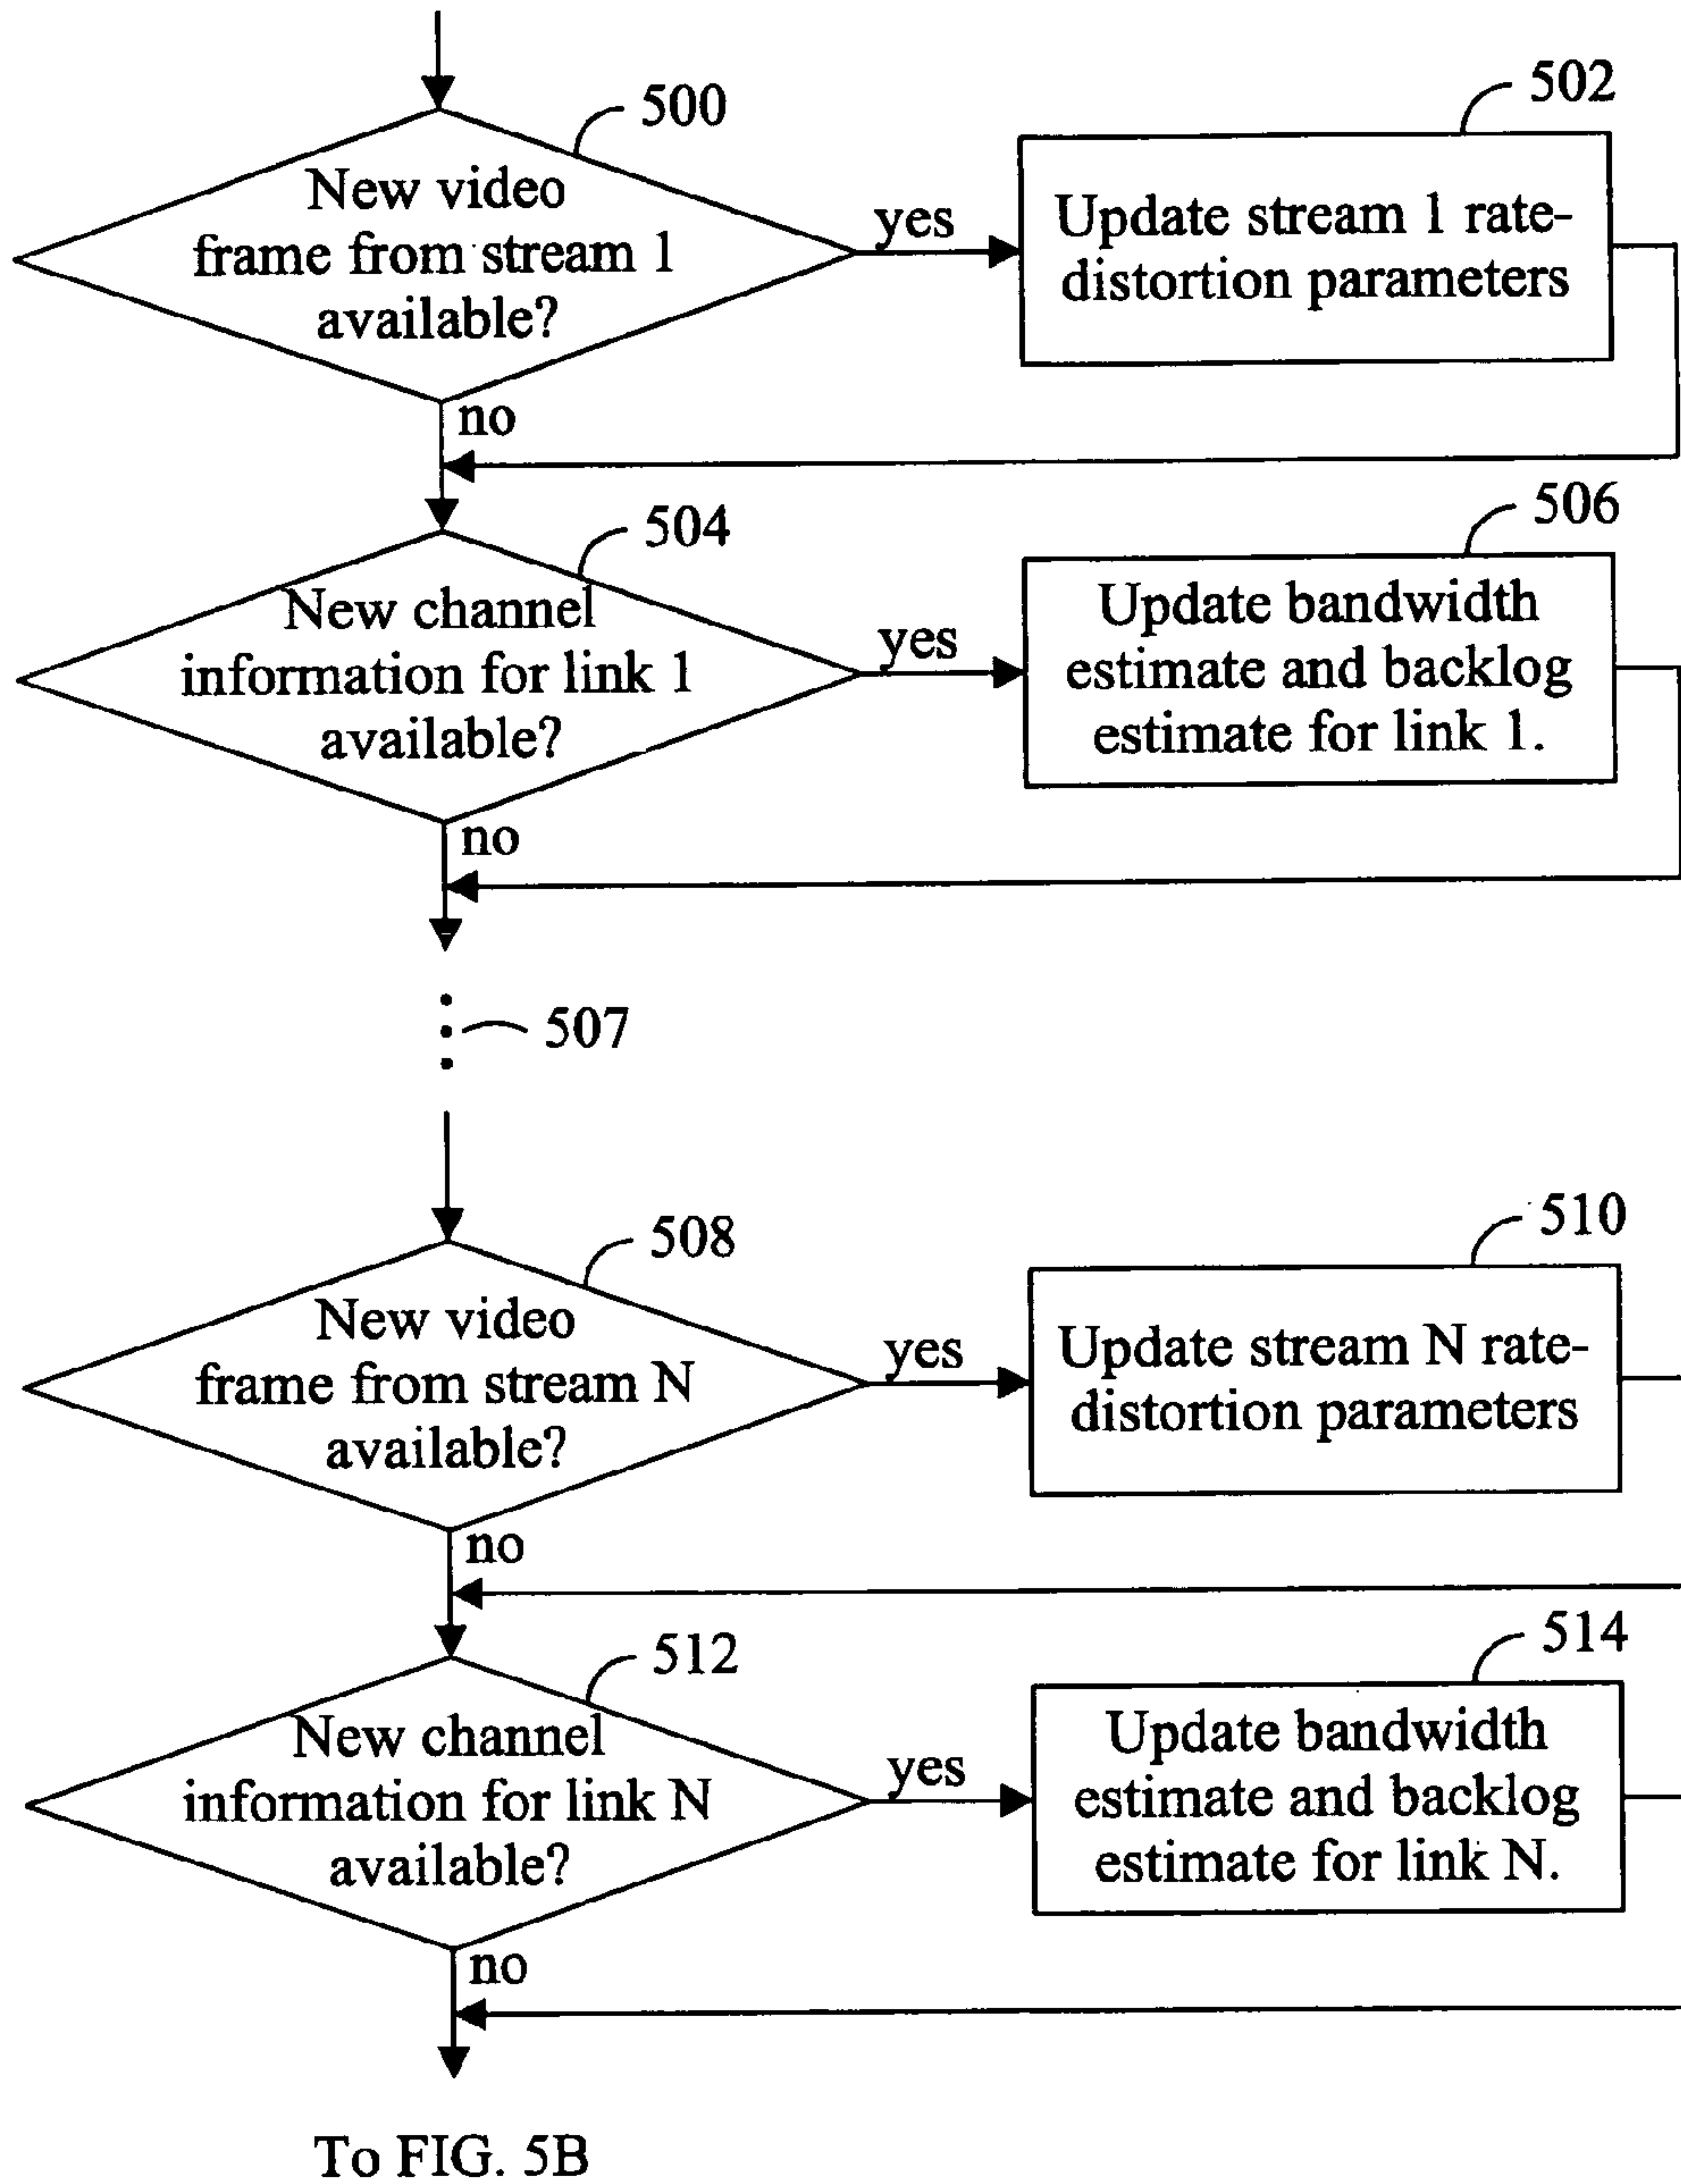 500
New video
frame from stream 1
available?
yes
502
Update stream 1 rate-
distortion parameters
no
504
New channel
information for link 1
available?
yes
506
Update bandwidth
estimate and backlog
estimate for link 1.
no
507
508
New video
frame from stream N
available?
yes
510
Update stream N rate-
distortion parameters
no
512
New channel
information for link N
available?
yes
514
Update bandwidth
estimate and backlog
estimate for link N.
no
To FIG. 5B